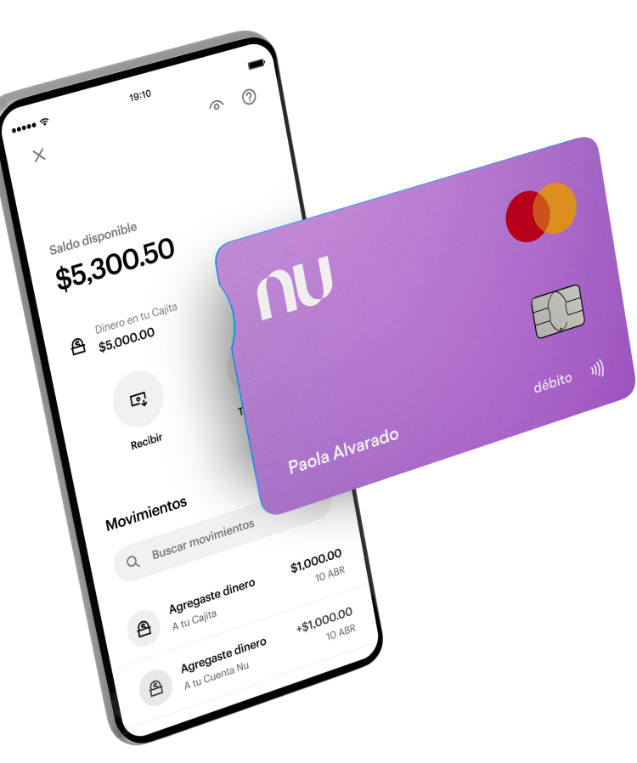 19:10
Saldo disponible
$5,300.50
Dinero en tu Cajita
$5,000.00
Recibir
nu
débito
Paola Alvarado
Movimientos
Buscar movimientos
Agregaste dinero
$1,000.00
A tu Cajita
10 ABR
Agregaste dinero
+$1,000.00
A tu Cuenta Nu
10 ABR